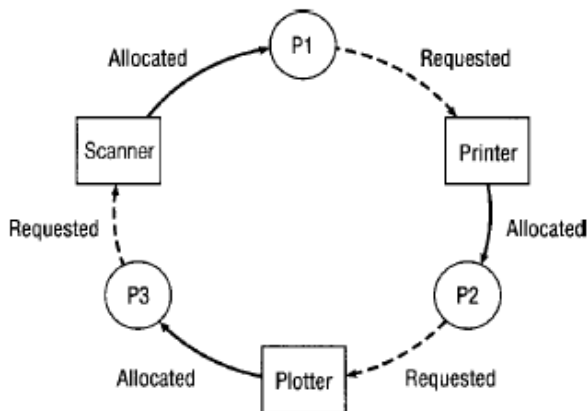 P1
Allocated
Requested
Scanner
Printer
Requested
Allocated
P3
P2
Allocated
Plotter
Requested